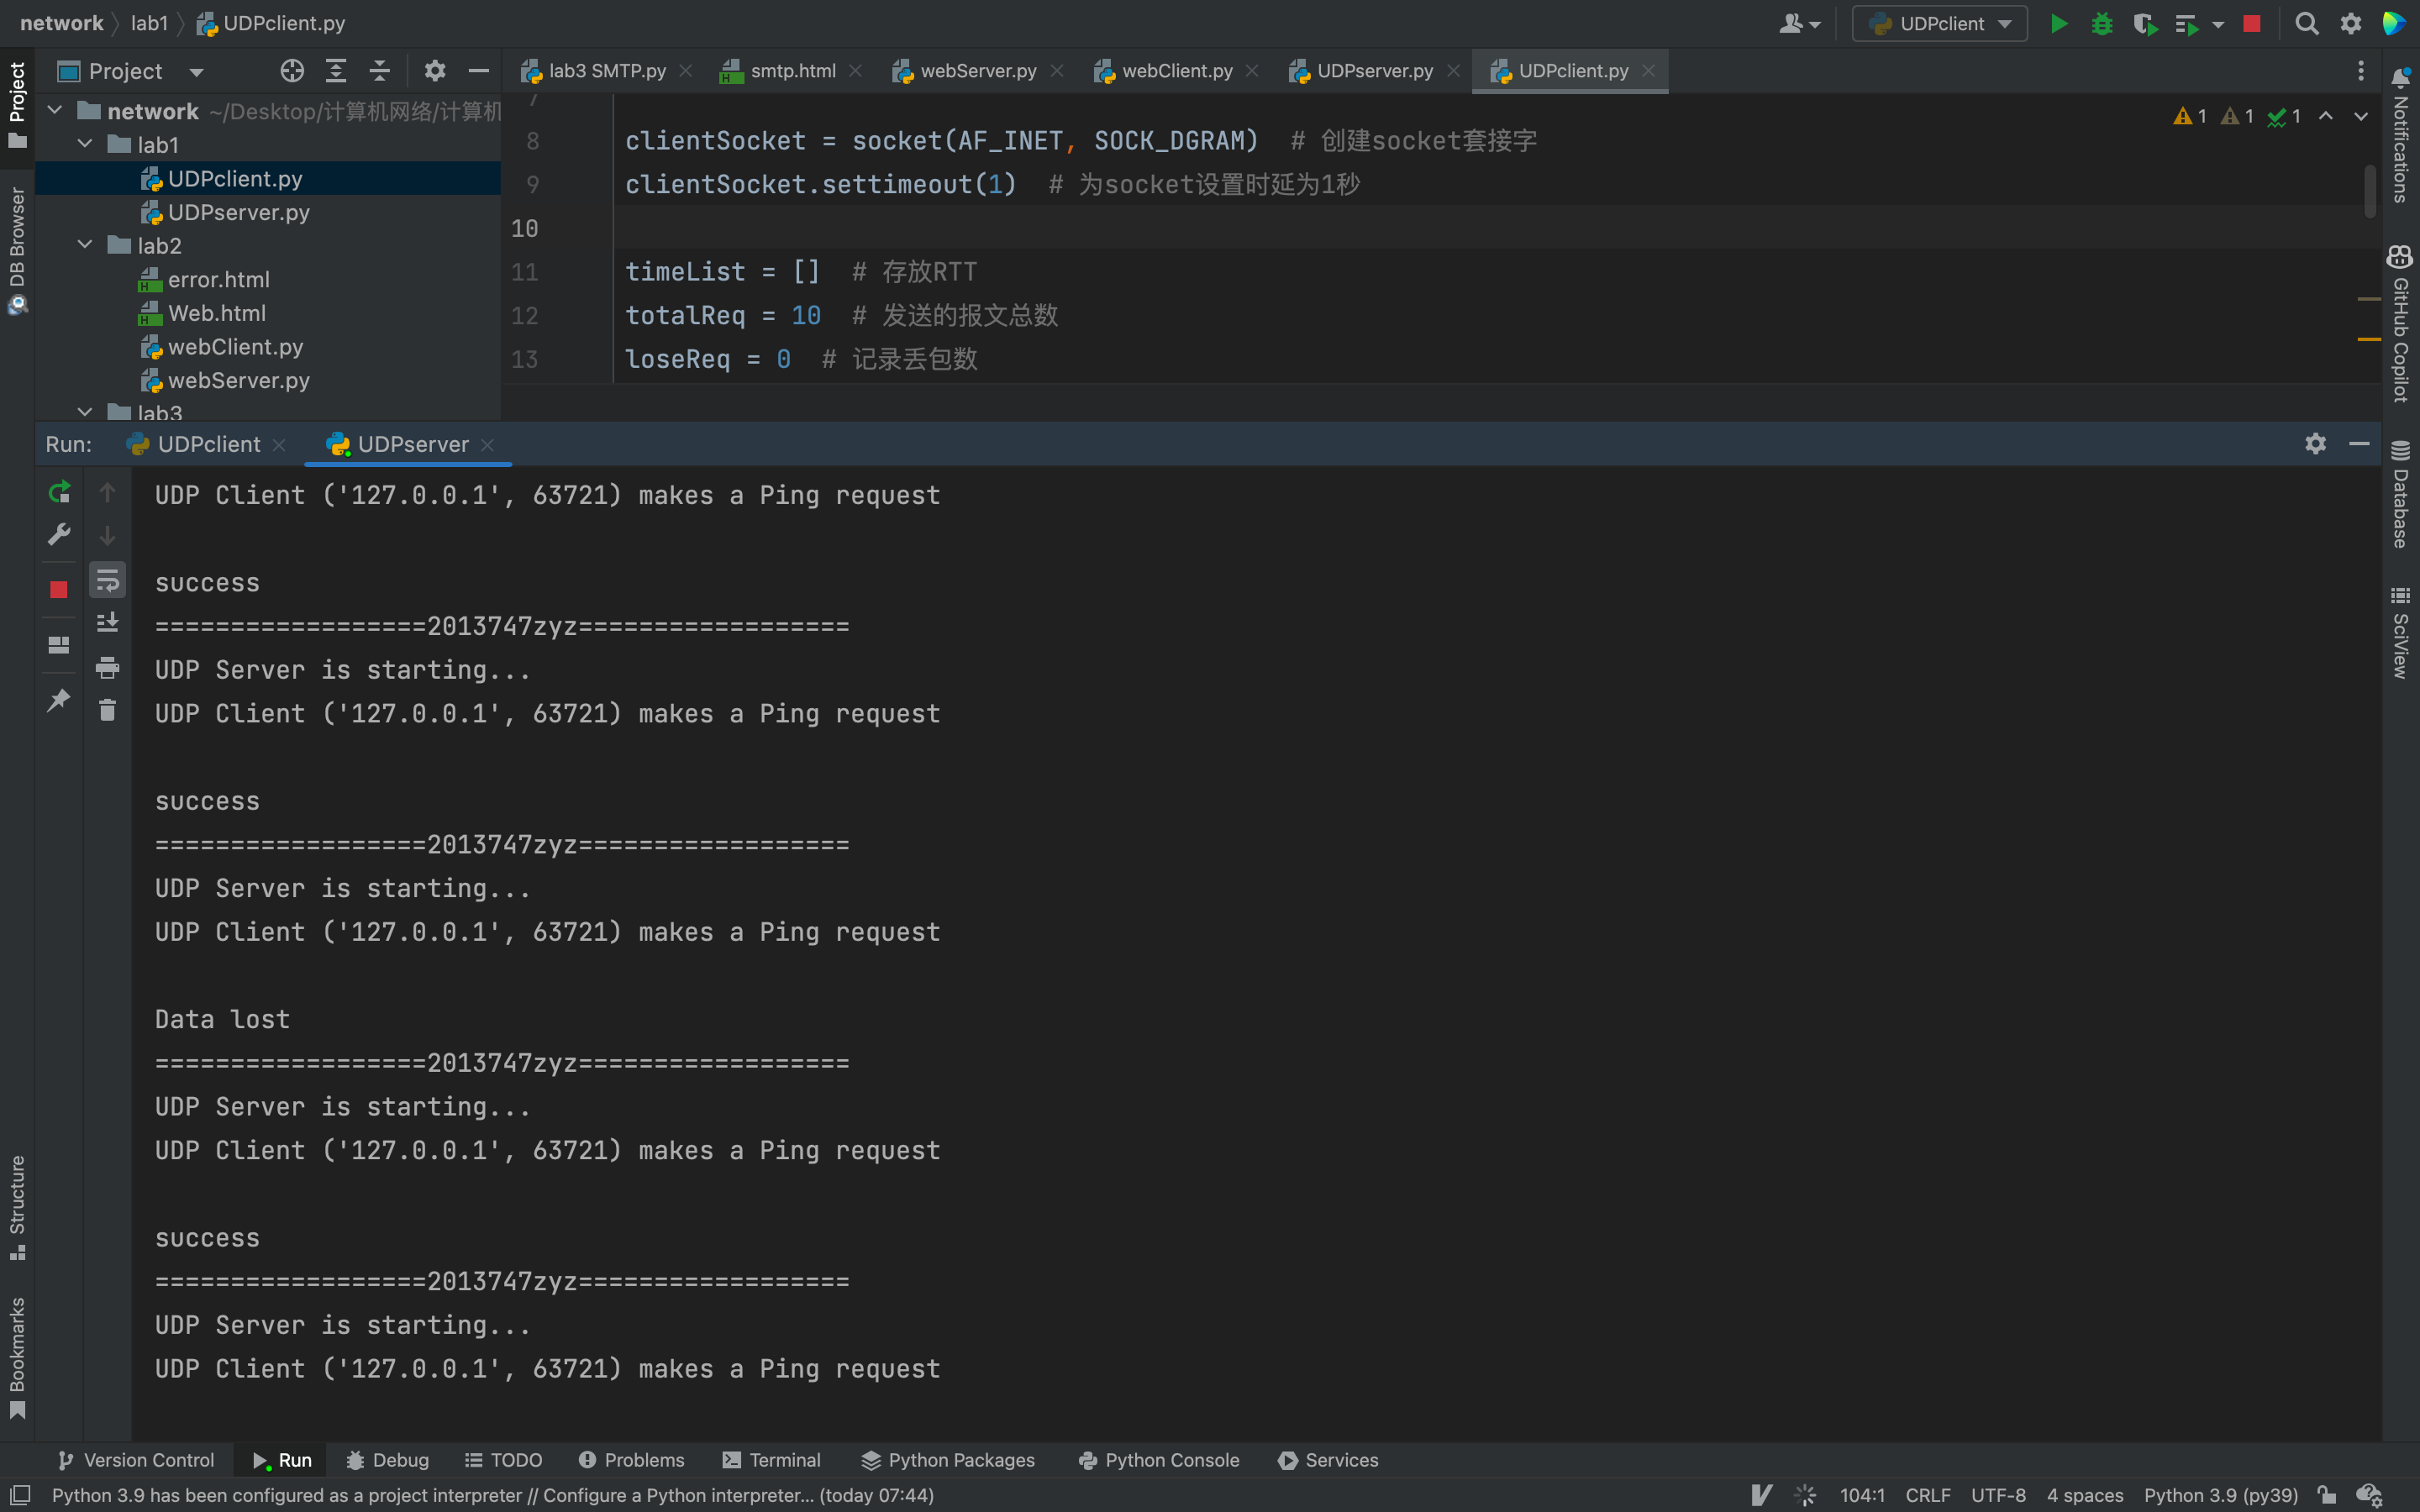 network lab1 UDPclient.py UDPclient
Project
lab3 SMTP.py smtp.html webServer.py webClient.py UDPserver.py UDPclient.py
network ~/Desktop/计算机网络/计算机
lab1
UDPclient.py
UDPserver.py
lab2
error.html
Web.html
webClient.py
webServer.py
lab3
7
8 clientSocket = socket(AF_INET, SOCK_DGRAM) # 创建socket套接字
9 clientSocket.settimeout(1) # 为socket设置时延为1秒
10
11 timeList = [] # 存放RTT
12 totalReq = 10 # 发送的报文总数
13 loseReq = 0 # 记录丢包数
1 1 1
Project
DB Browser
Structure
Bookmarks
Notifications
GitHub Copilot
Database
SciView
Run: UDPclient UDPserver
UDP Client ('127.0.0.1', 63721) makes a Ping request
success
==================2013747zyz==================
UDP Server is starting...
UDP Client ('127.0.0.1', 63721) makes a Ping request
success
==================2013747zyz==================
UDP Server is starting...
UDP Client ('127.0.0.1', 63721) makes a Ping request
Data lost
==================2013747zyz==================
UDP Server is starting...
UDP Client ('127.0.0.1', 63721) makes a Ping request
success
==================2013747zyz==================
UDP Server is starting...
UDP Client ('127.0.0.1', 63721) makes a Ping request
Version Control Run Debug TODO Problems Terminal Python Packages Python Console Services
Python 3.9 has been configured as a project interpreter // Configure a Python interpreter... (today 07:44) 104:1 CRLF UTF-8 4 spaces Python 3.9 (py39)